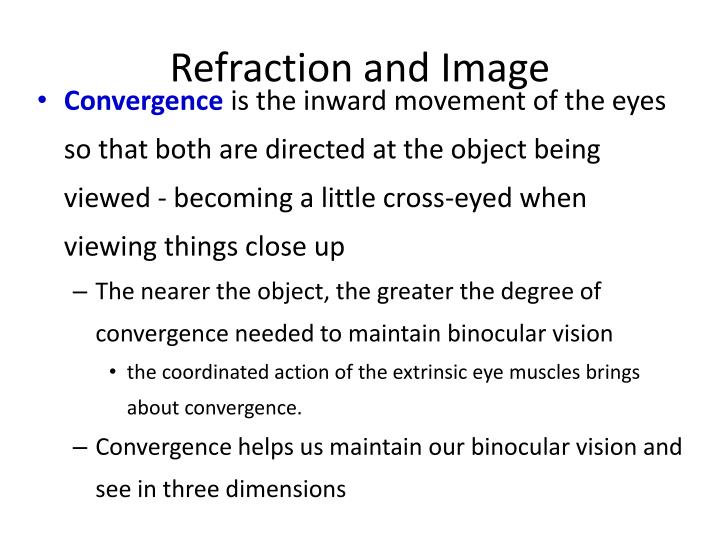 Refraction and Image
• Convergence is the inward movement of the eyes
so that both are directed at the object being
viewed - becoming a little cross-eyed when
viewing things close up
– The nearer the object, the greater the degree of
convergence needed to maintain binocular vision
• the coordinated action of the extrinsic eye muscles brings
about convergence.
– Convergence helps us maintain our binocular vision and
see in three dimensions